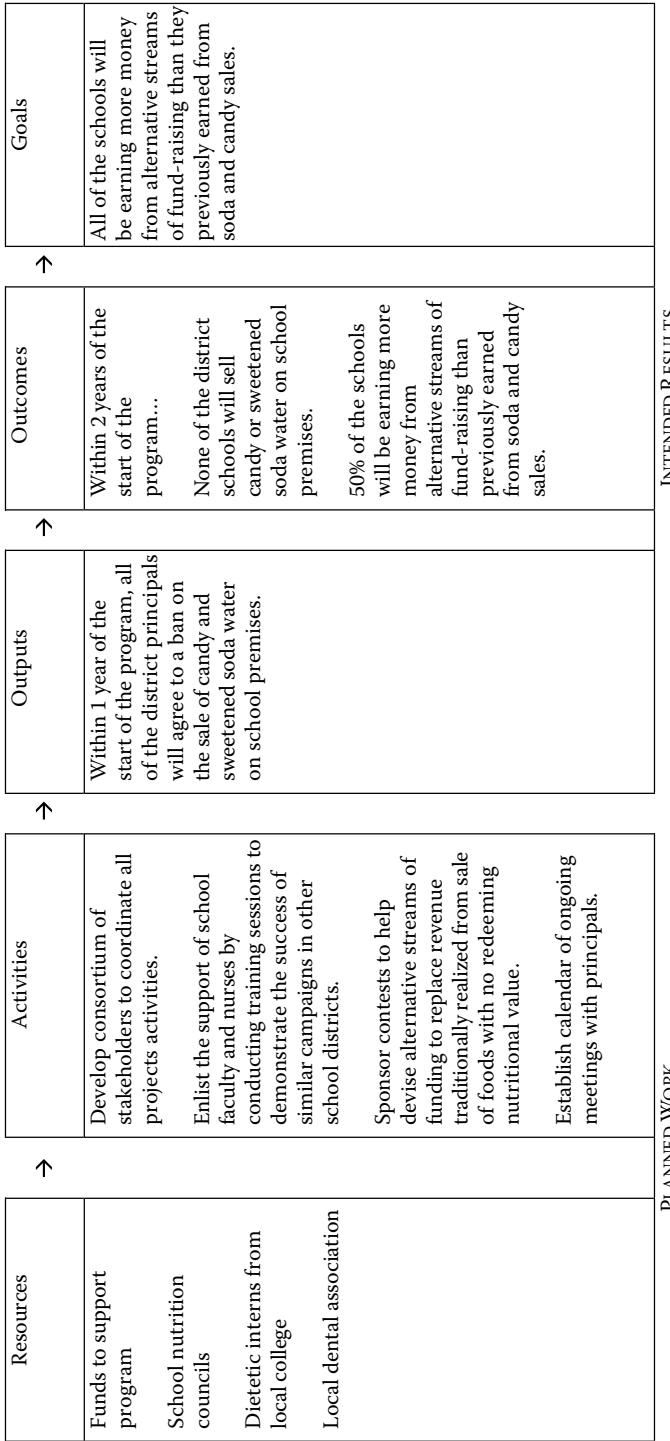 Resources
Funds to support
program
School nutrition
councils
Dietetic interns from
local college
Local dental association
→
Activities
Develop consortium of
stakeholders to coordinate all
projects activities.
Enlist the support of school
faculty and nurses by
conducting training sessions to
demonstrate the success of
similar campaigns in other
school districts.
Sponsor contests to help
devise alternative streams of
funding to replace revenue
traditionally realized from sale
of foods with no redeeming
nutritional value.
Establish calendar of ongoing
meetings with principals.
→
Outputs
Within 1 year of the
start of the program, all
of the district principals
will agree to a ban on
the sale of candy and
sweetened soda water
on school premises.
→
Outcomes
Within 2 years of the
start of the
program…
None of the district
schools will sell
candy or sweetened
soda water on school
premises.
50% of the schools
will be earning more
money from
alternative streams of
fund-raising than
previously earned
from soda and candy
sales.
→
Goals
All of the schools will
be earning more money
from alternative streams
of fund-raising than they
previously earned from
soda and candy sales.
PLANNED WORK
INTENDED RESULTS